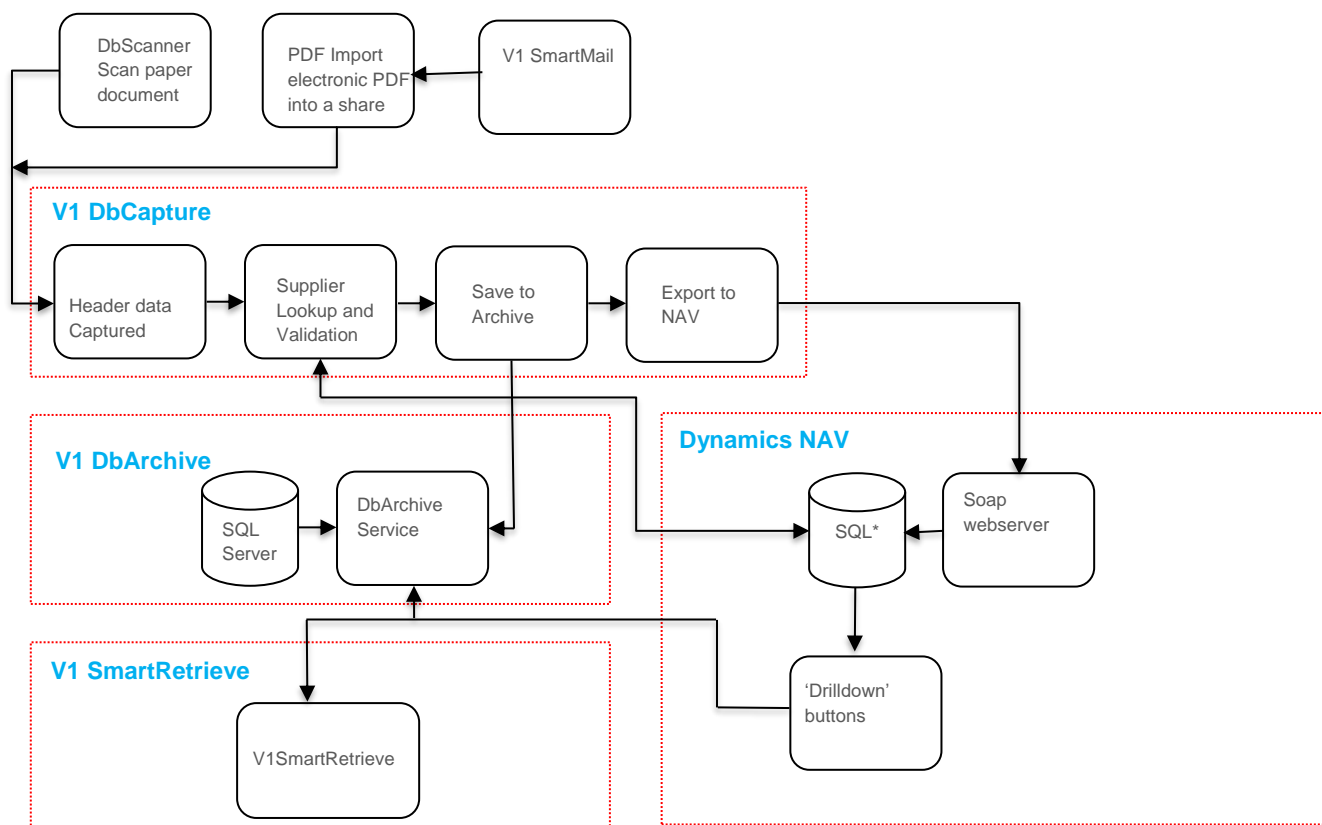 DbScanner
Scan paper
document
PDF Import
electronic PDF
into a share
V1 SmartMail
V1 DbCapture
Header data
Captured
Supplier
Lookup and
Validation
Save to
Archive
Export to
NAV
V1 DbArchive
SQL
Server
DbArchive
Service
Dynamics NAV
SQL*
Soap
webserver
‘Drilldown’
buttons
V1 SmartRetrieve
V1SmartRetrieve